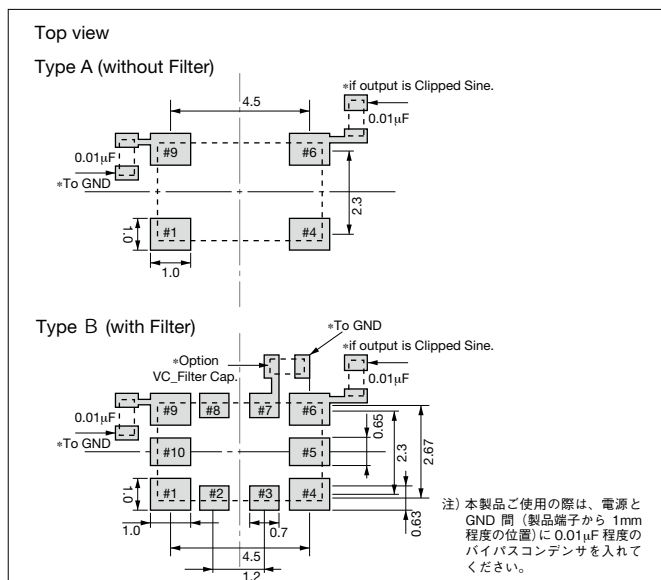 Top view
Type A (without Filter)
*if output is Clipped Sine.
4.5
0.01μF
#9
#6
0.01μF
*To GND
2.3
#1
#4
1.0
1.0
Type B (with Filter)
*To GND
*Option
VC_Filter Cap.
*if output is Clipped Sine.
0.01μF
0.01μF
#9
#8
#7
#6
*To GND
#10
#5
0.65
2.3
2.67
#1
#2
#3
#4
1.0
1.0
0.7
0.63
4.5
1.2
注) 本製品ご使用の際は、電源と
GND 間 (製品端子から 1mm
程度の位置) に 0.01μF 程度の
バイパスコンデンサを入れて
ください。